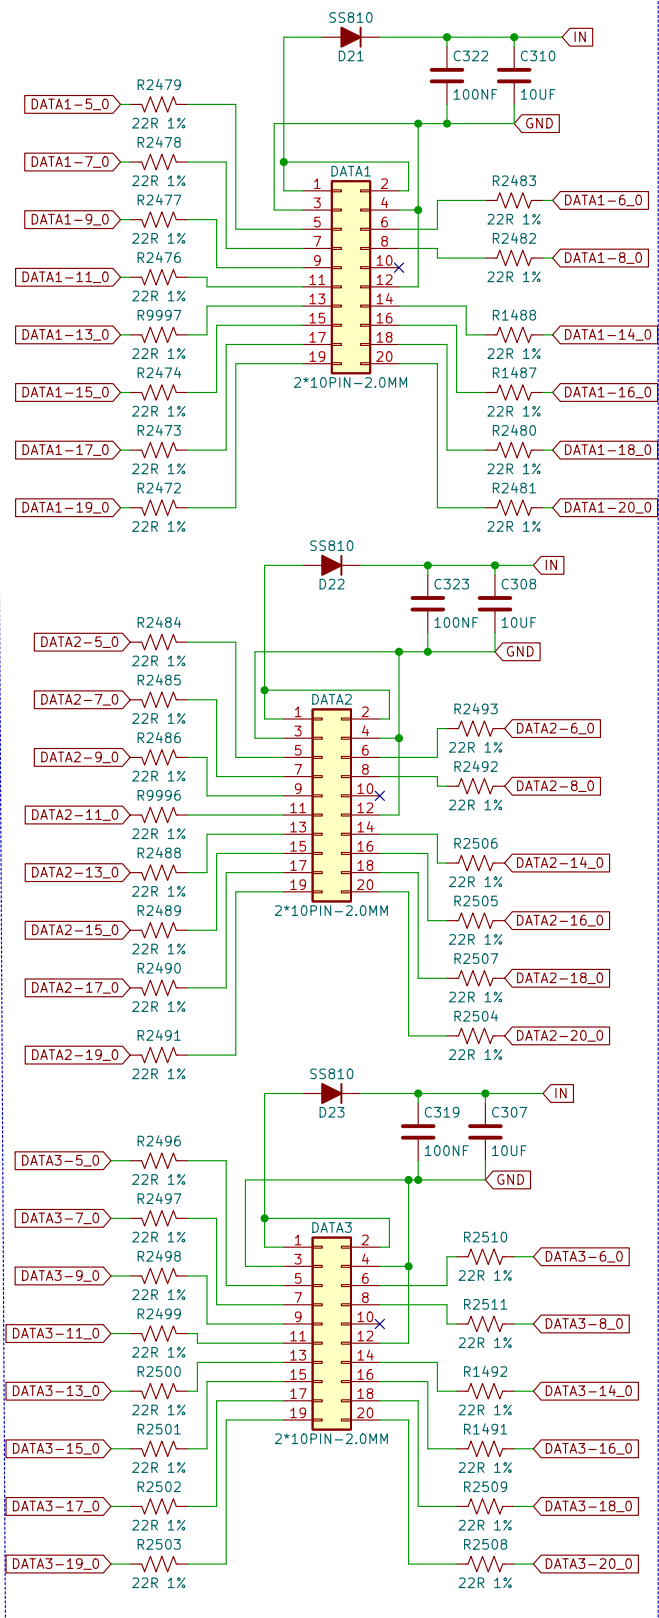 SS810
D21
IN
C322
100NF
C310
10UF
GND
R2479
DATA1-5_0
22R 1%
R2478
DATA1-7_0
22R 1%
R2477
DATA1-9_0
22R 1%
R2476
DATA1-11_0
22R 1%
R9997
DATA1-13_0
22R 1%
R2474
DATA1-15_0
22R 1%
R2473
DATA1-17_0
22R 1%
R2472
DATA1-19_0
22R 1%
DATA1
1 2
3 4
5 6
7 8
9 10
11 12
13 14
15 16
17 18
19 20
2*10PIN-2.0MM
R2483
DATA1-6_0
22R 1%
R2482
DATA1-8_0
22R 1%
R1488
DATA1-14_0
22R 1%
R1487
DATA1-16_0
22R 1%
R2480
DATA1-18_0
22R 1%
R2481
DATA1-20_0
22R 1%
SS810
D22
IN
C323
100NF
C308
10UF
GND
R2484
DATA2-5_0
22R 1%
R2485
DATA2-7_0
22R 1%
R2486
DATA2-9_0
22R 1%
R9996
DATA2-11_0
22R 1%
R2488
DATA2-13_0
22R 1%
R2489
DATA2-15_0
22R 1%
R2490
DATA2-17_0
22R 1%
R2491
DATA2-19_0
22R 1%
DATA2
1 2
3 4
5 6
7 8
9 10
11 12
13 14
15 16
17 18
19 20
2*10PIN-2.0MM
R2493
DATA2-6_0
22R 1%
R2492
DATA2-8_0
22R 1%
R2506
DATA2-14_0
22R 1%
R2505
DATA2-16_0
22R 1%
R2507
DATA2-18_0
22R 1%
R2504
DATA2-20_0
22R 1%
SS810
D23
IN
C319
100NF
C307
10UF
GND
R2496
DATA3-5_0
22R 1%
R2497
DATA3-7_0
22R 1%
R2498
DATA3-9_0
22R 1%
R2499
DATA3-11_0
22R 1%
R2500
DATA3-13_0
22R 1%
R2501
DATA3-15_0
22R 1%
R2502
DATA3-17_0
22R 1%
R2503
DATA3-19_0
22R 1%
DATA3
1 2
3 4
5 6
7 8
9 10
11 12
13 14
15 16
17 18
19 20
2*10PIN-2.0MM
R2510
DATA3-6_0
22R 1%
R2511
DATA3-8_0
22R 1%
R1492
DATA3-14_0
22R 1%
R1491
DATA3-16_0
22R 1%
R2509
DATA3-18_0
22R 1%
R2508
DATA3-20_0
22R 1%